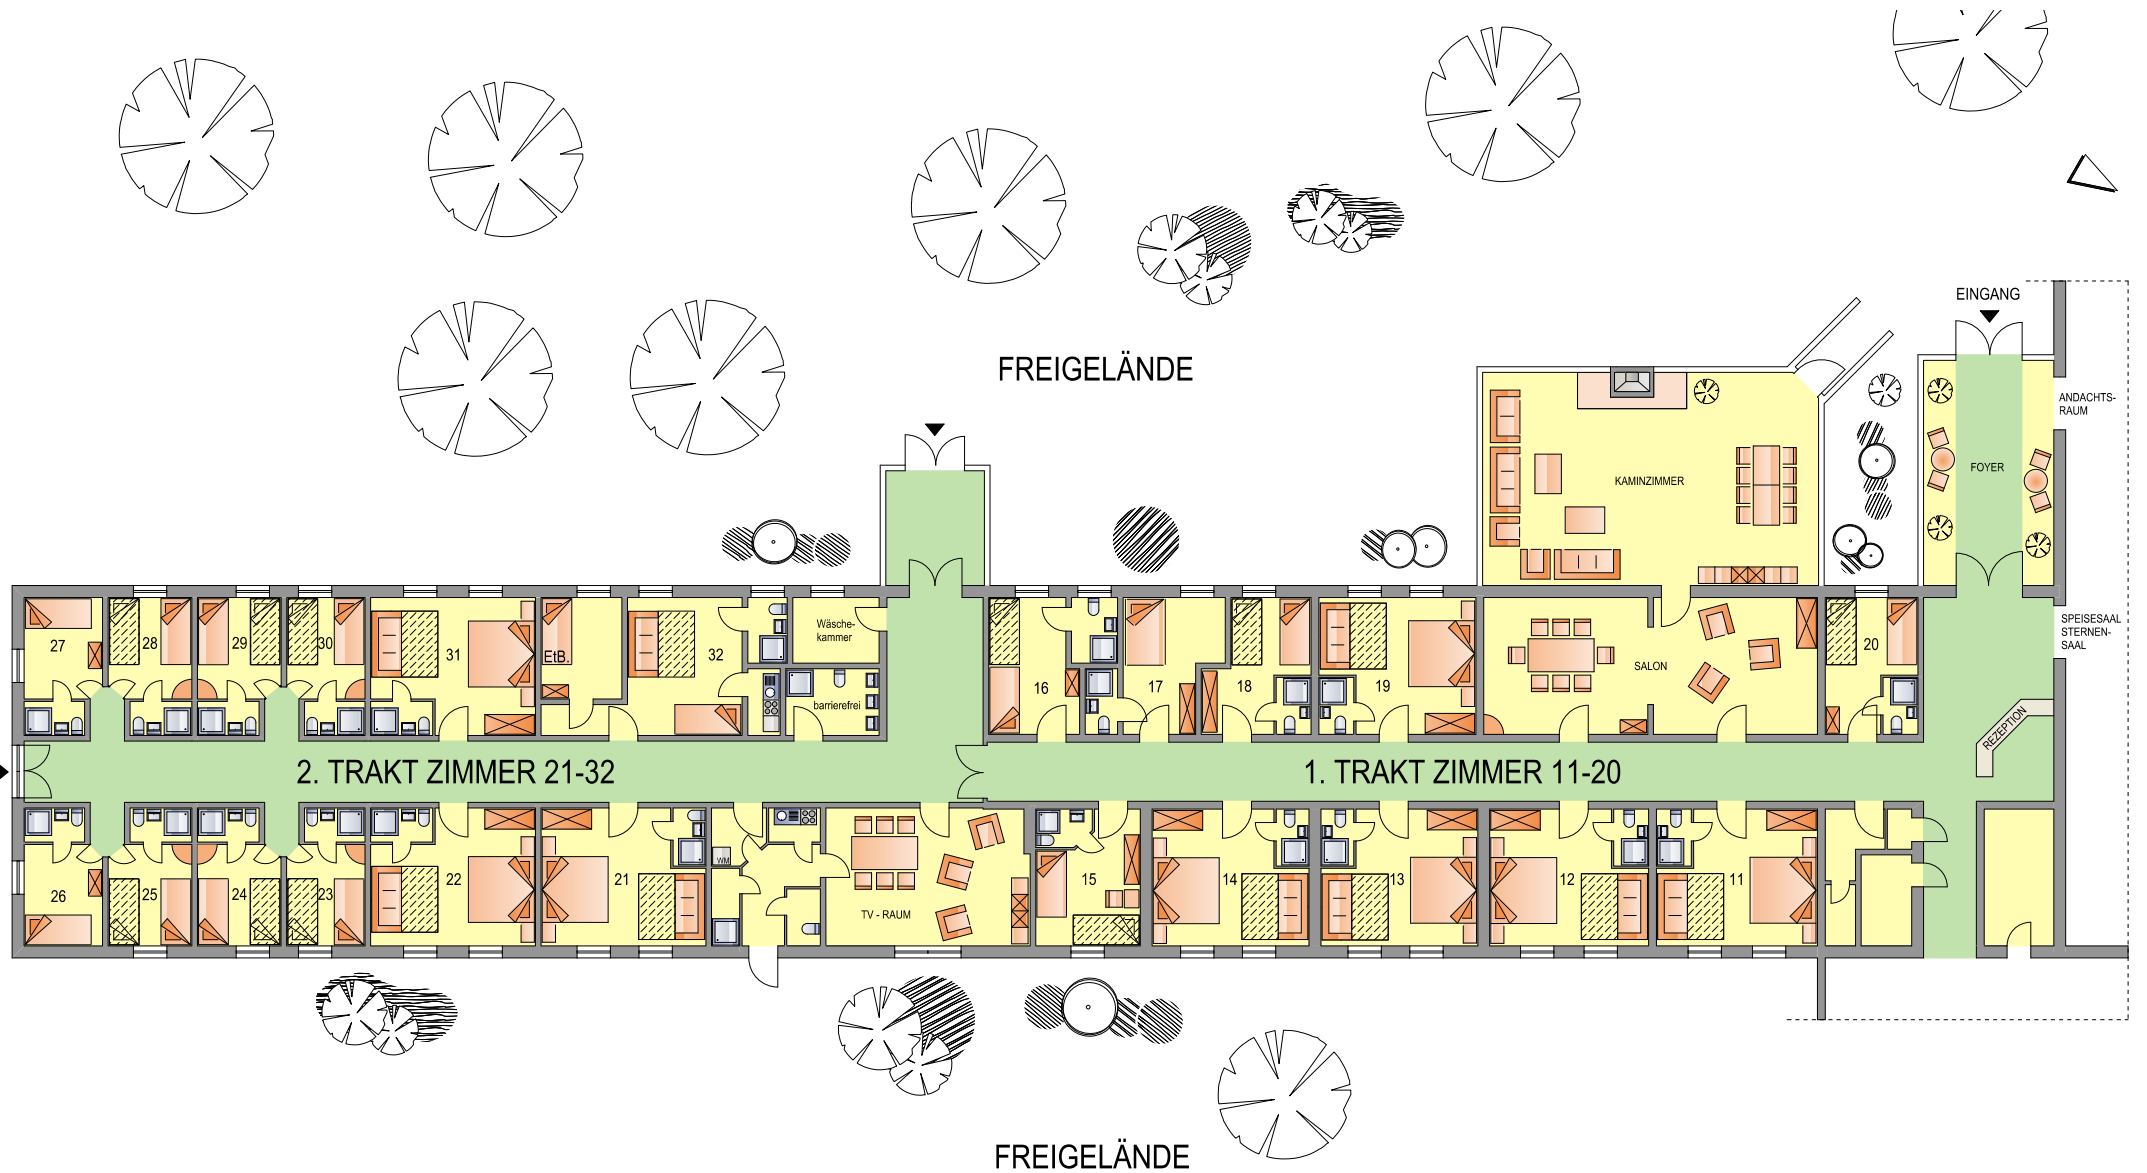 EINGANG
FREIGELÄNDE
ANDACHTS-
RAUM
FOYER
KAMINZIMMER
Wäsche-
kammer
SPEISESAAL
STERNEN-
SAAL
27
28
29
30
31
EtB.
32
barrierefrei
16
17
18
19
SALON
20
REZEPTION
2. TRAKT ZIMMER 21-32
1. TRAKT ZIMMER 11-20
26
25
24
23
22
21
WM
TV - RAUM
15
14
13
12
11
FREIGELÄNDE